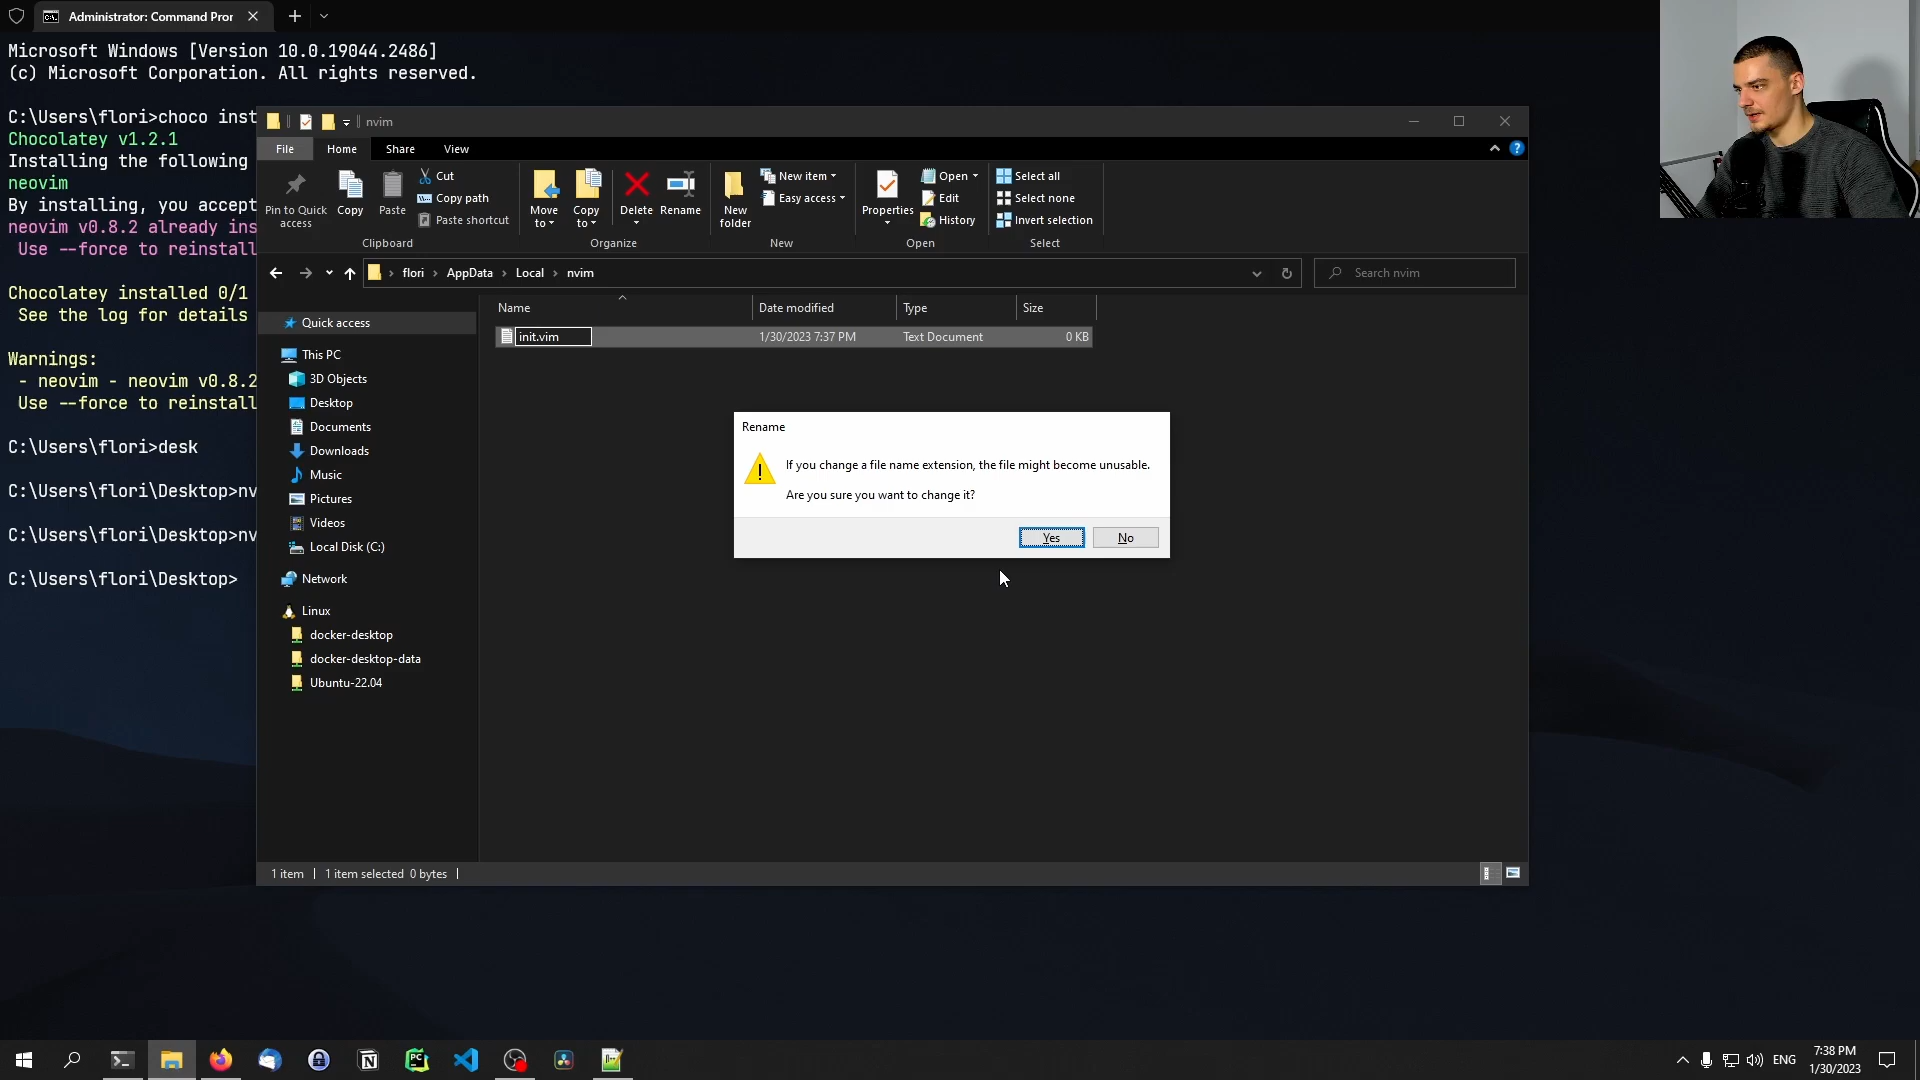 Administrator: Command Pror
Microsoft Windows [Version 10.0.19044.2486]
(c) Microsoft Corporation. All rights reserved.
C:\Users\flori>choco inst
Chocolatey v1.2.1
Installing the following
neovim
By installing, you accept
neovim v0.8.2 already ins
Use --force to reinstall
Chocolatey installed 0/1
See the log for details
Warnings:
- neovim - neovim v0.8.2
Use --force to reinstall
C:\Users\flori>desk
C:\Users\flori\Desktop>nv
C:\Users\flori\Desktop>nv
C:\Users\flori\Desktop>
nvim
File Home Share View
Pin to Quick access
Copy
Paste
Cut
Copy path
Paste shortcut
Clipboard
Move to
Copy to
Delete
Rename
Organize
New folder
New item
Easy access
New
Properties
Open
Edit
History
Open
Select all
Select none
Invert selection
Select
flori > AppData > Local > nvim
Search nvim
Name Date modified Type Size
init.vim 1/30/2023 7:37 PM Text Document 0 KB
Quick access
This PC
3D Objects
Desktop
Documents
Downloads
Music
Pictures
Videos
Local Disk (C:)
Network
Linux
docker-desktop
docker-desktop-data
Ubuntu-22.04
Rename
If you change a file name extension, the file might become unusable.
Are you sure you want to change it?
Yes No
1 item 1 item selected 0 bytes
ENG
7:38 PM
1/30/2023